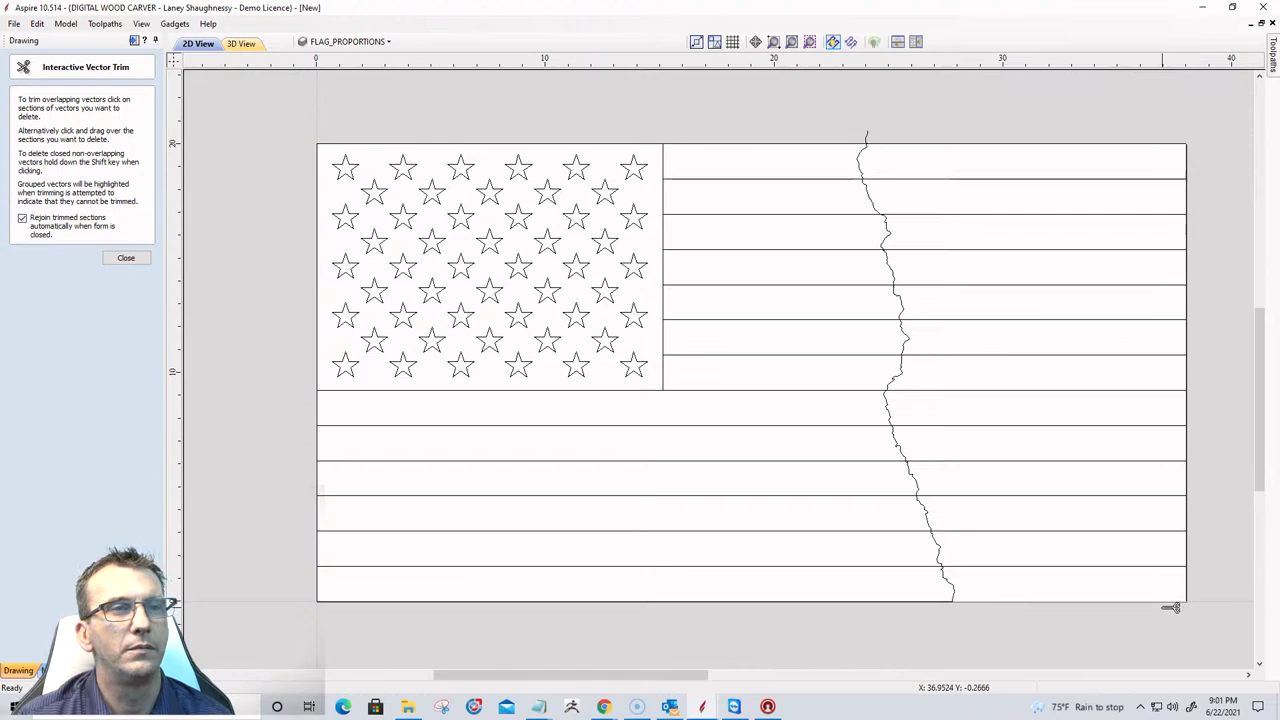 Aspire 10.514 - {DIGITAL WOOD CARVER - Laney Shaughnessy - Demo Licence} - [New]
File Edit Model Toolpaths View Gadgets Help
Drawing
2D View 3D View FLAG_PROPORTIONS
Interactive Vector Trim
To trim overlapping vectors click on
sections of vectors you want to
delete.
Alternatively click and drag over the
sections you want to delete.
To delete closed non-overlapping
vectors hold down the Shift key when
clicking.
Grouped vectors will be highlighted
when trimming is attempted to
indicate that they cannot be trimmed.
Rejoin trimmed sections
automatically when form is
closed.
Close
0 10 20 30 40
20
10
Toolpaths
Drawing
Ready
X: 36.9524 Y: -0.2666
75°F Rain to stop
9:01 PM
6/22/2021